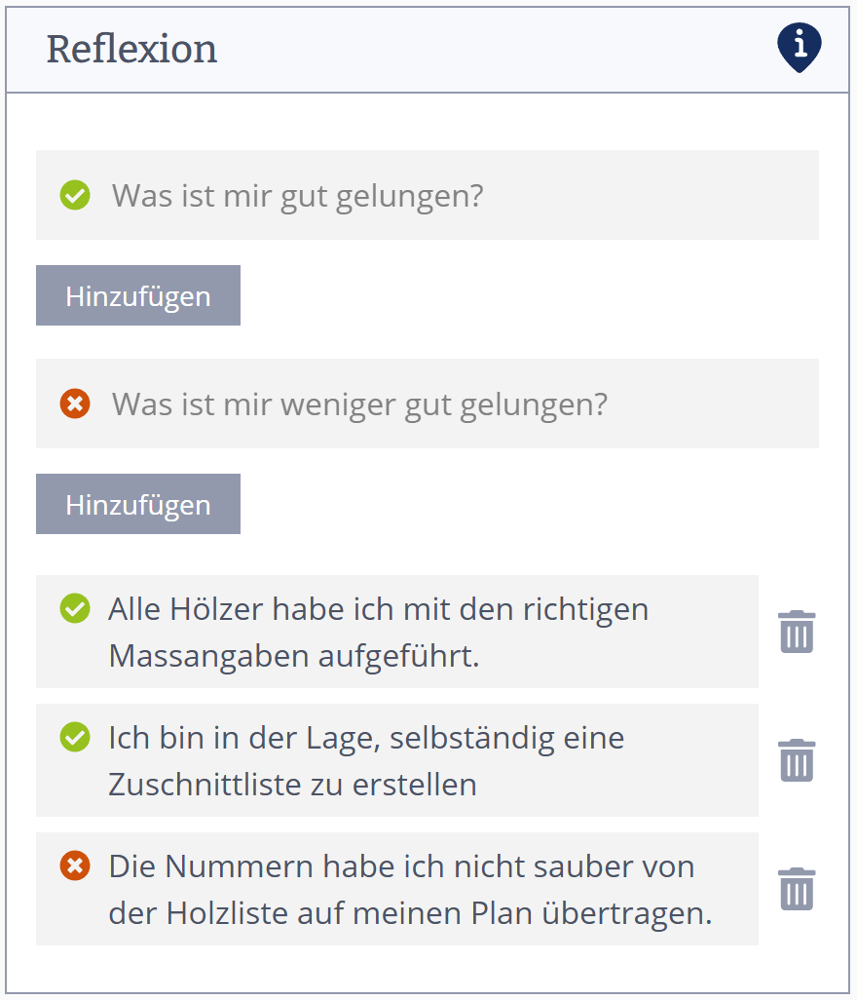 Reflexion
Was ist mir gut gelungen?
Hinzufügen
Was ist mir weniger gut gelungen?
Hinzufügen
Alle Hölzer habe ich mit den richtigen
Massangaben aufgeführt.
Ich bin in der Lage, selbständig eine
Zuschnittliste zu erstellen
Die Nummern habe ich nicht sauber von
der Holzliste auf meinen Plan übertragen.